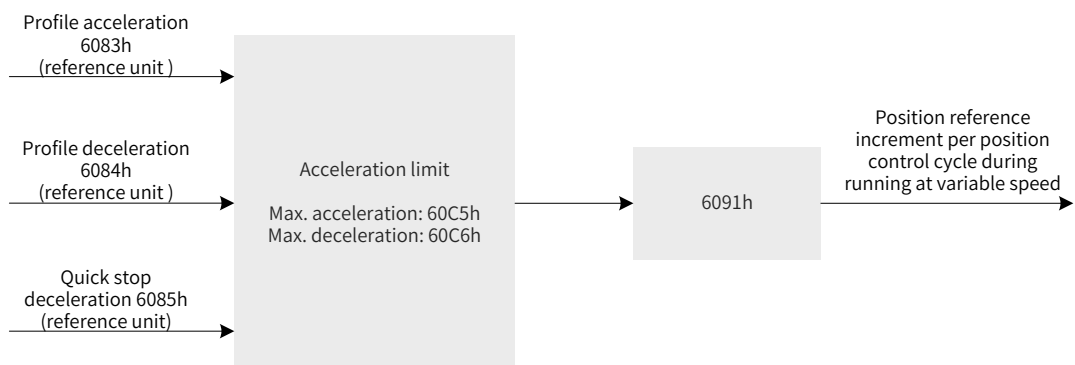 Profile acceleration
6083h
(reference unit )
Profile deceleration
6084h
(reference unit )
Quick stop
deceleration 6085h
(reference unit)
Acceleration limit
Max. acceleration: 60C5h
Max. deceleration: 60C6h
6091h
Position reference
increment per position
control cycle during
running at variable speed